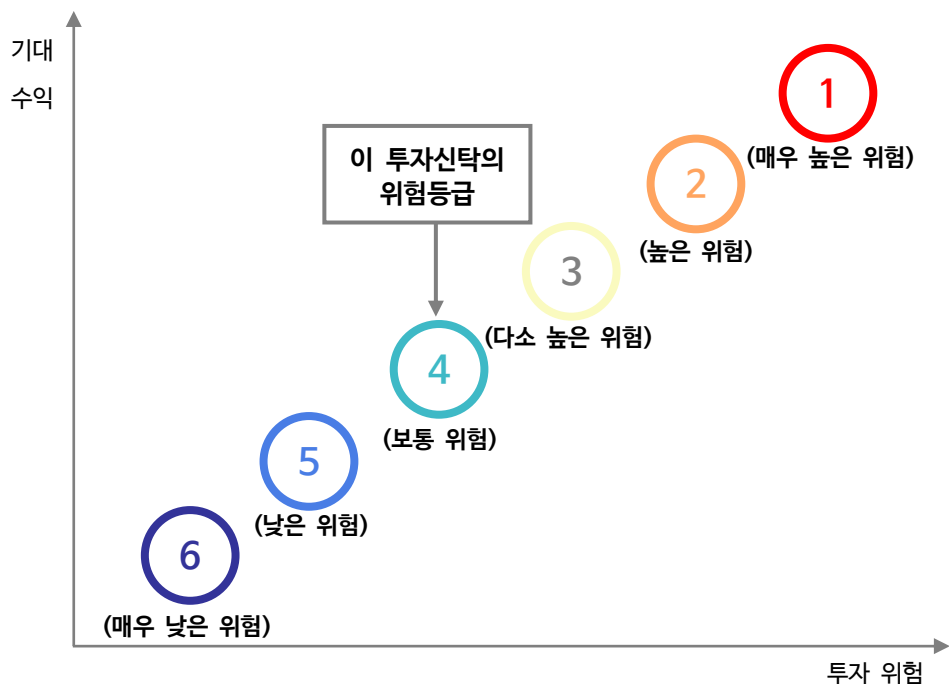 기대
수익
1
(매우 높은 위험)
이 투자신탁의
위험등급
2
(높은 위험)
3
(다소 높은 위험)
4
(보통 위험)
5
(낮은 위험)
6
(매우 낮은 위험)
투자 위험